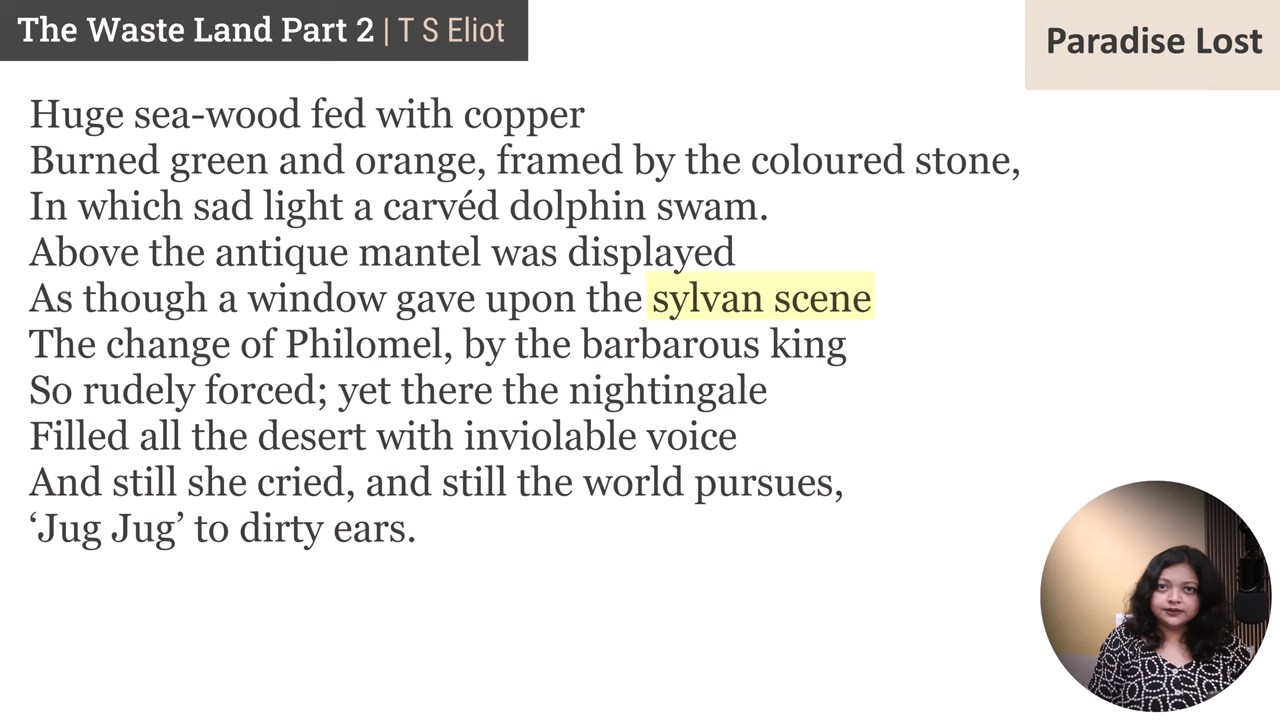 The Waste Land Part 2 | T S Eliot
Paradise Lost
Huge sea-wood fed with copper
Burned green and orange, framed by the coloured stone,
In which sad light a carvéd dolphin swam.
Above the antique mantel was displayed
As though a window gave upon the sylvan scene
The change of Philomel, by the barbarous king
So rudely forced; yet there the nightingale
Filled all the desert with inviolable voice
And still she cried, and still the world pursues,
‘Jug Jug’ to dirty ears.